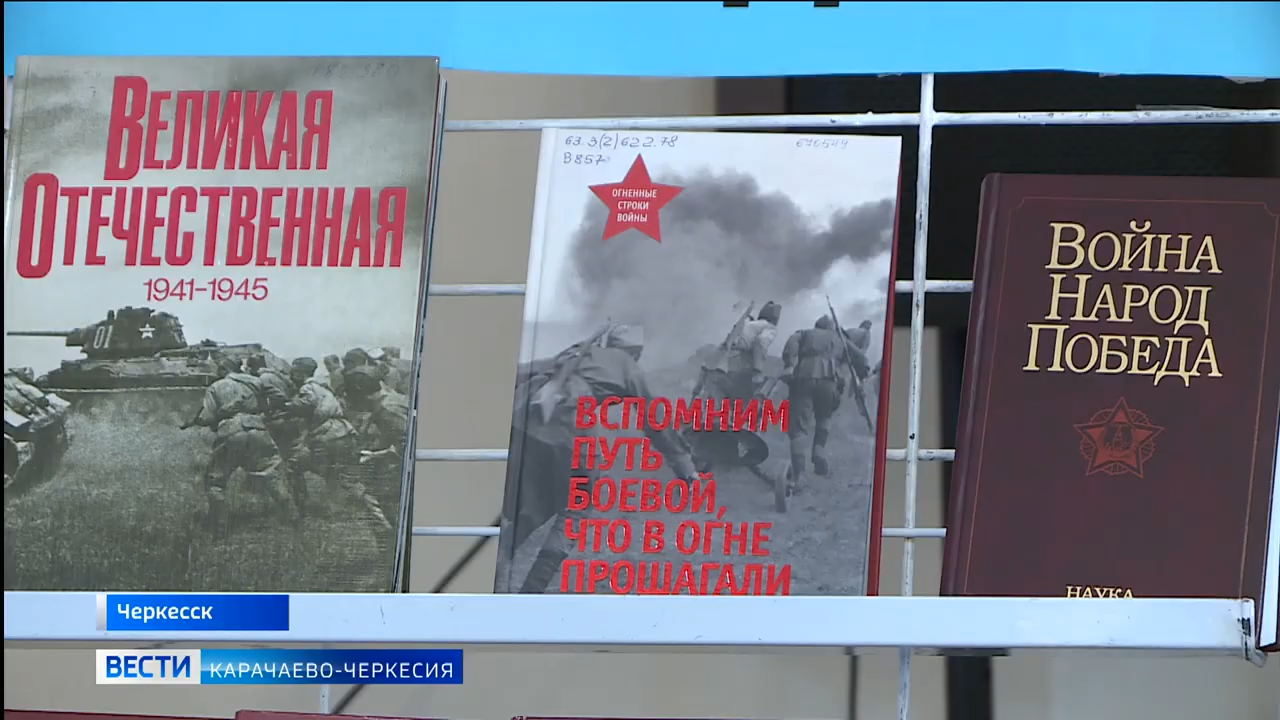 ВЕЛИКАЯ
ОТЕЧЕСТВЕННАЯ
1941-1945
63.3(2)622.78
В857
ОГНЕННЫЕ
СТРОКИ
ВОЙНЫ
ВСПОМНИМ
ПУТЬ
БОЕВОЙ,
ЧТО В ОГНЕ
ПРОШАГАЛИ
ВОЙНА
НАРОД
ПОБЕДА
НАУКА
01
Черкесск
ВЕСТИ КАРАЧАЕВО-ЧЕРКЕСИЯ